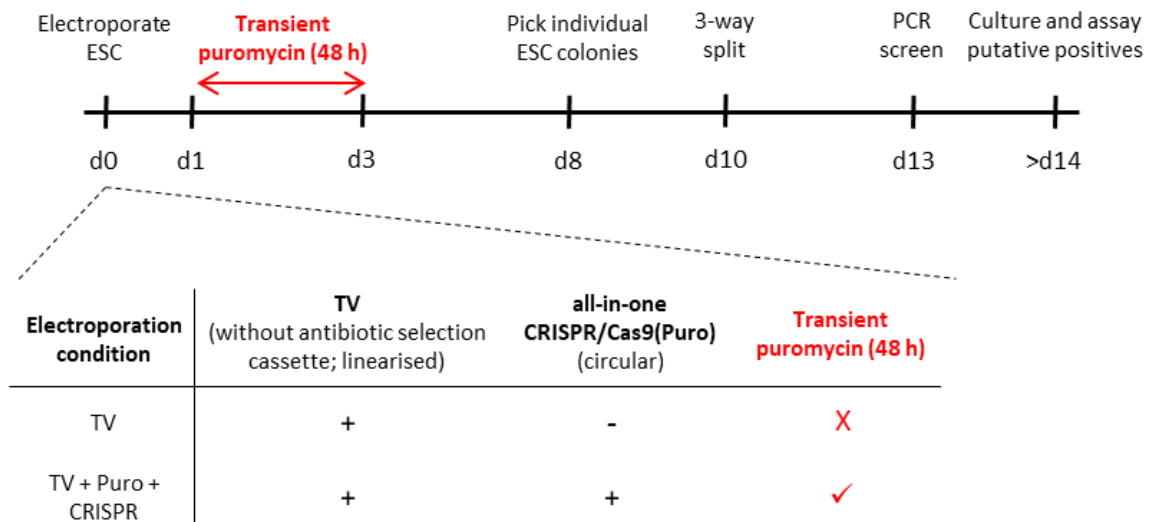 Electroporate
ESC
Transient
puromycin (48 h)
Pick individual
ESC colonies
3-way
split
PCR
screen
Culture and assay
putative positives
d0
d1
d3
d8
d10
d13
>d14
Electroporation
condition
TV
(without antibiotic selection
cassette; linearised)
all-in-one
CRISPR/Cas9(Puro)
(circular)
Transient
puromycin (48 h)
TV + - X
TV + Puro +
CRISPR
+ + ✓